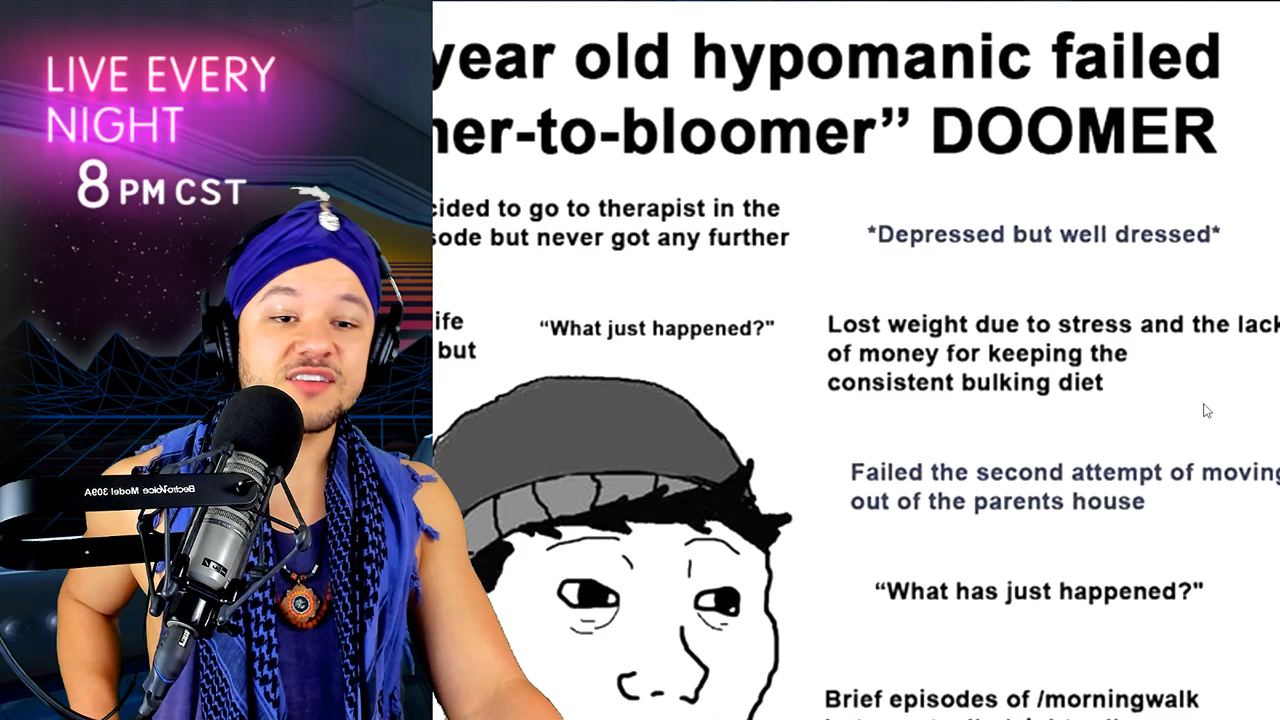 LIVE EVERY
NIGHT
8 PM CST
year old hypomanic failed
her-to-bloomer” DOOMER
cided to go to therapist in the
sode but never got any further
*Depressed but well dressed*
ife
but
“What just happened?"
Lost weight due to stress and the lack
of money for keeping the
consistent bulking diet
Failed the second attempt of moving
out of the parents house
“What has just happened?"
Brief episodes of /morningwalk
ElectroVoice Model 309A